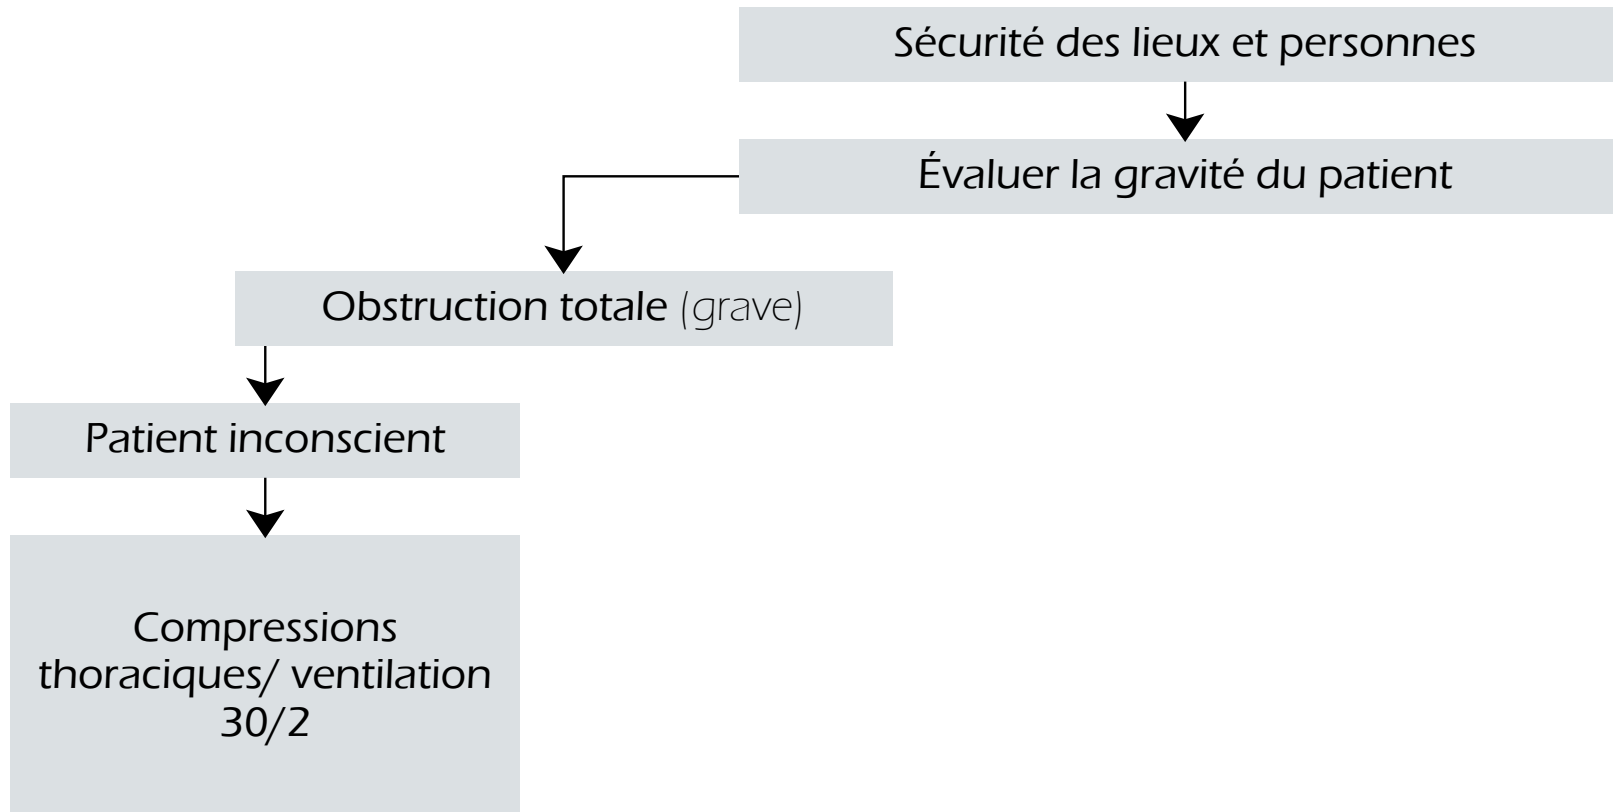 Sécurité des lieux et personnes
Évaluer la gravité du patient
Obstruction totale (grave)
Patient inconscient
Compressions
thoraciques/ ventilation
30/2